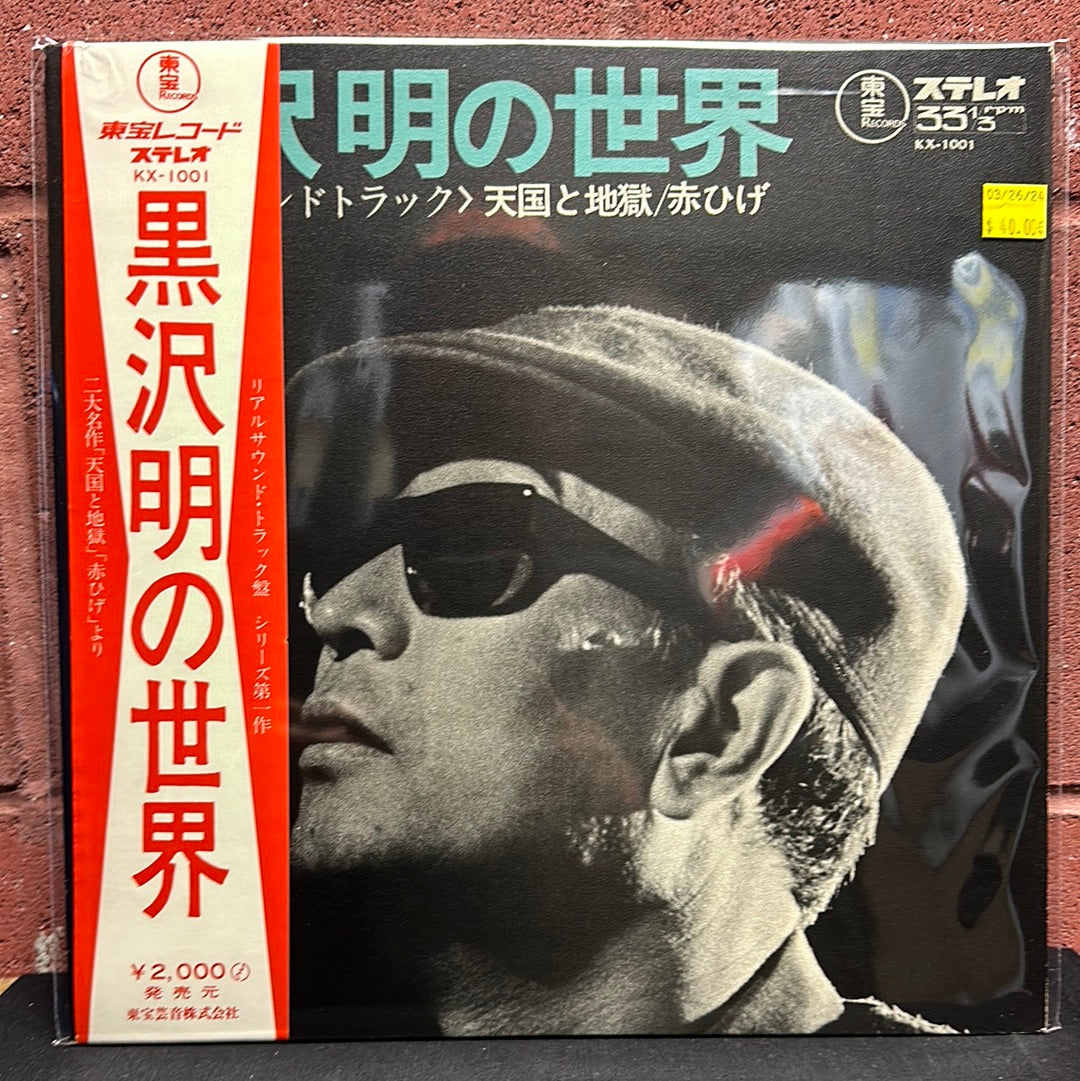 東宝
RECORDS
東宝レコード
ステレオ
KX-1001
黒沢明の世界
リアルサウンド・トラック盤 シリーズ第一作
二大名作「天国と地獄」「赤ひげ」より
¥2,000
発売元
東宝芸音株式会社
明の世界
ンドトラック〉天国と地獄/赤ひげ
東宝
RECORDS
ステレオ
33 1/3 rpm
KX-1001
03/26/24
$ 40.00